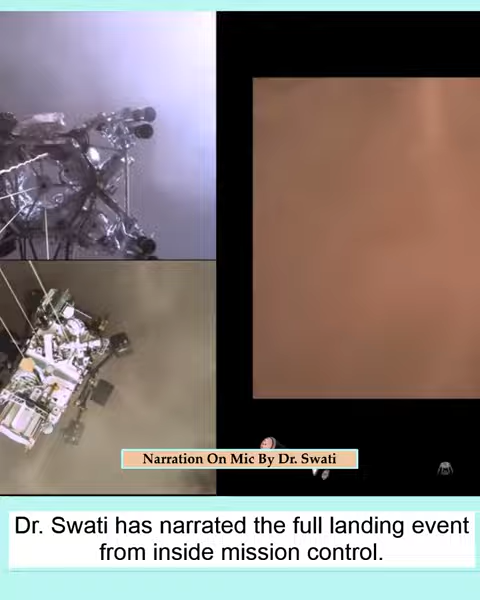 Narration On Mic By Dr. Swati
Dr. Swati has narrated the full landing event
from inside mission control.